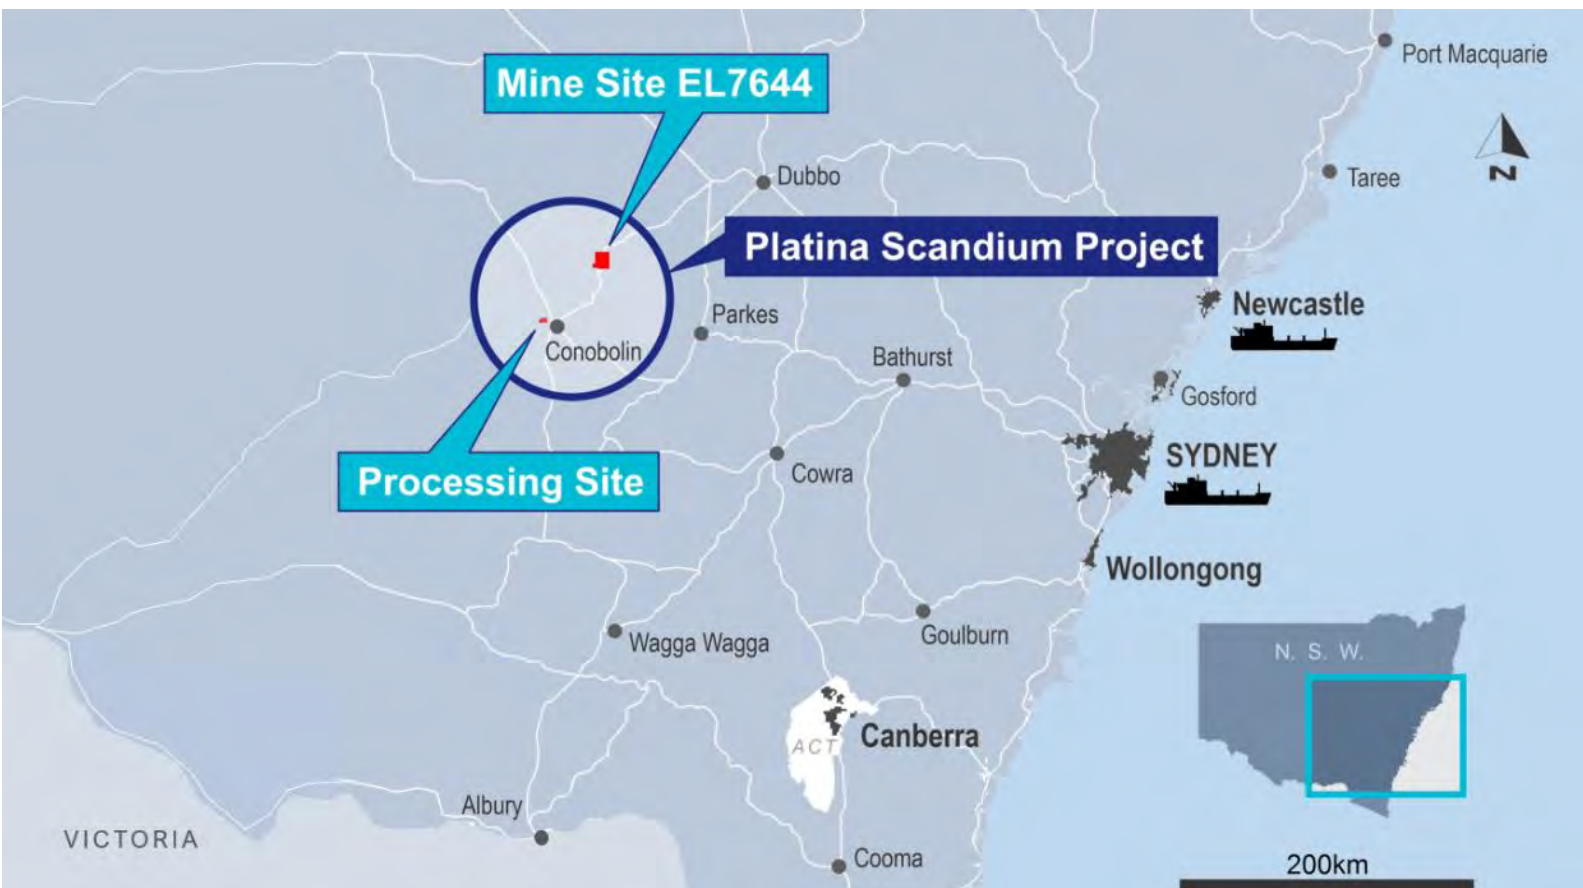 Port Macquarie
Mine Site EL7644
N
Dubbo
Taree
Platina Scandium Project
Newcastle
Parkes
Conobolin
Bathurst
Gosford
SYDNEY
Cowra
Processing Site
Wollongong
Goulburn
Wagga Wagga
N. S. W.
Canberra
ACT
Albury
VICTORIA
Cooma
200km